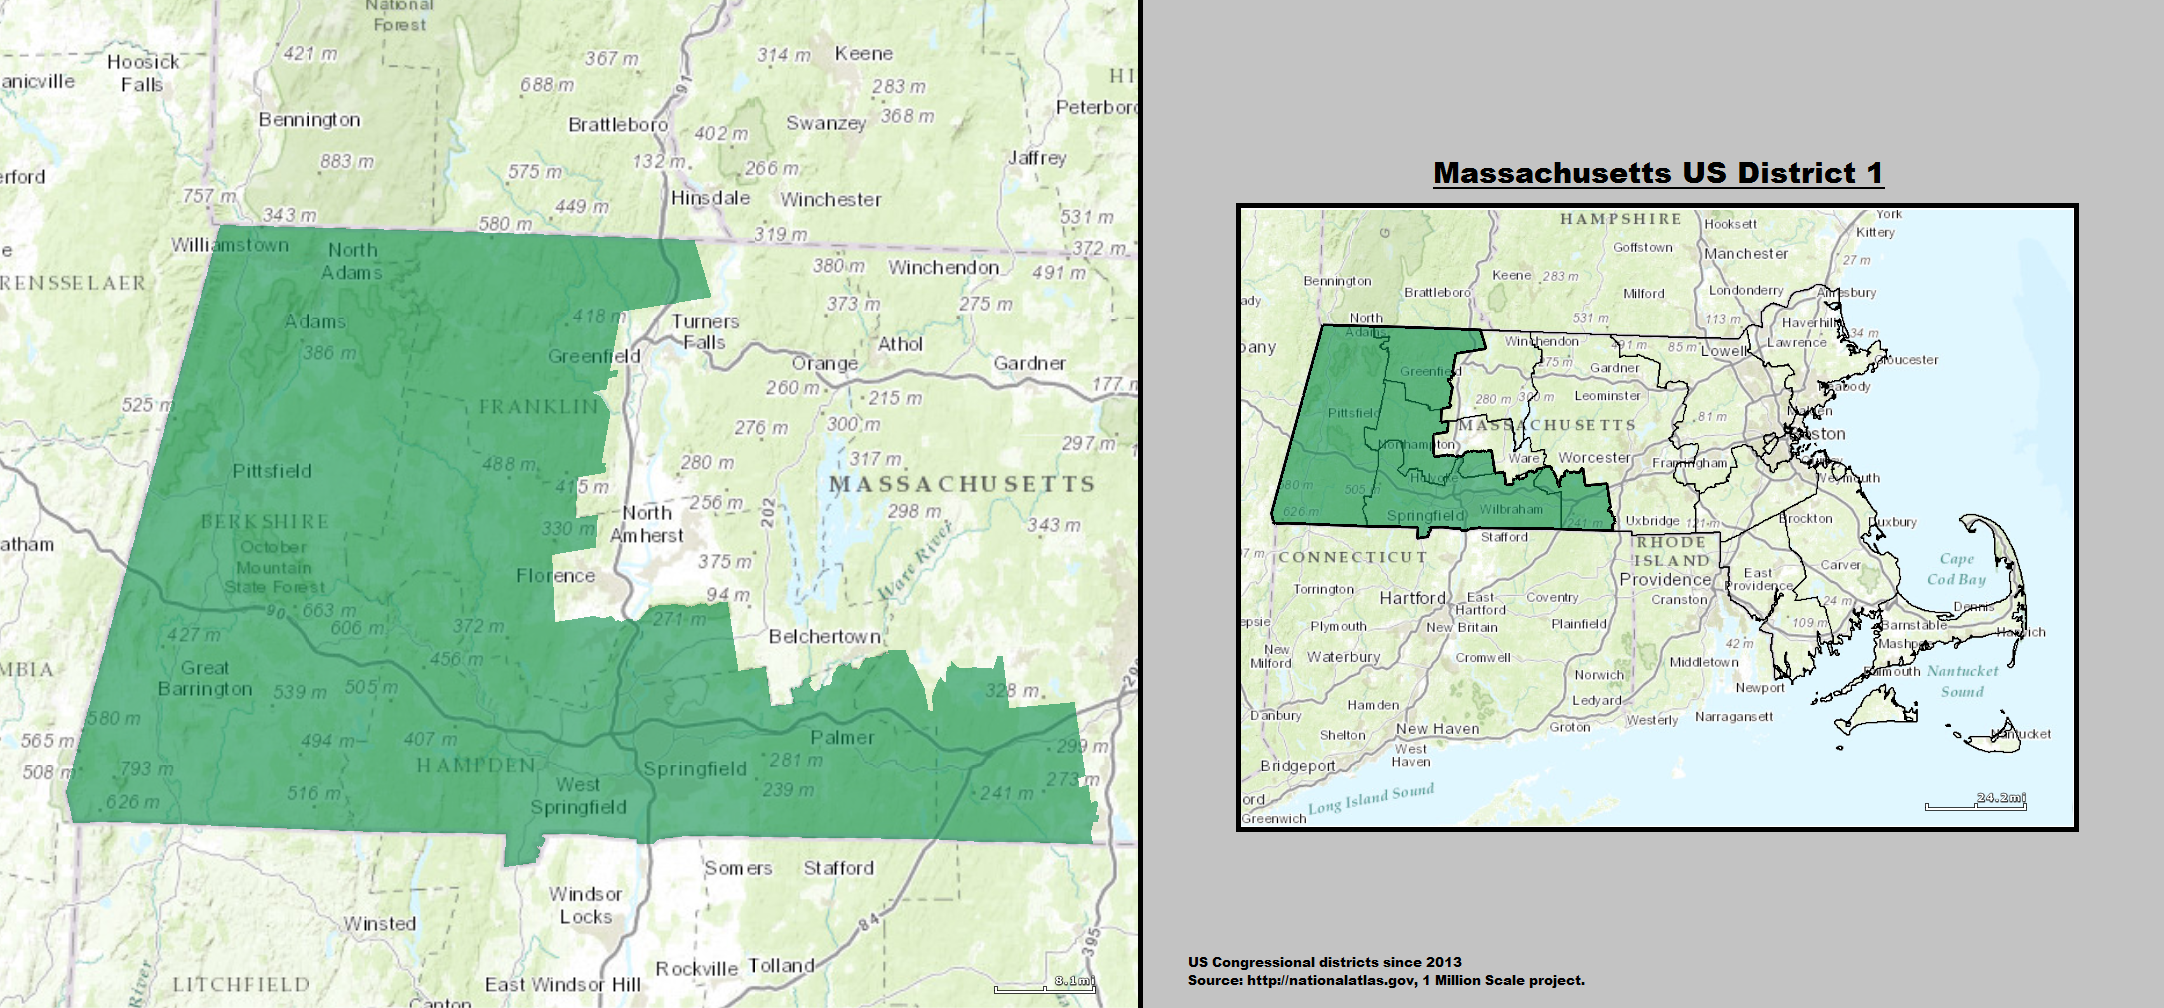 National
Forest
421 m
367 m
314 m
Keene
Hoosick
Falls
anicville
688 m
91
283 m
HI
Peterboro
Bennington
Brattleboro
402 m
Swanzey
368 m
883 m
132 m
266 m
Jaffrey
erford
575 m
757 m
343 m
449 m
Hinsdale
Winchester
580 m
531 m
319 m
372 m
Williamstown
North
Adams
e
RENSSELAER
380 m
Winchendon
491 m
373 m
275 m
Adams
418 m
Turners
Falls
386 m
Greenfield
Athol
Orange
Gardner
260 m
177 m
525 m
FRANKLIN
215 m
276 m
300 m
297 m
Pittsfield
488 m
280 m
317 m
415 m
MASSACHUSETTS
256 m
202
298 m
343 m
BERKSHIRE
330 m
North
Amherst
atham
October
Mountain
State Forest
375 m
Florence
Ware River
90
663 m
94 m
606 m
372 m
271 m
427 m
Belchertown
MBIA
Great
Barrington
456 m
539 m
505 m
328 m
580 m
565 m
494 m
407 m
Palmer
299 m
508 m
793 m
HAMPDEN
Springfield
281 m
273 m
626 m
516 m
West
Springfield
239 m
241 m
Somers
Stafford
Windsor
Locks
Winsted
84
395
Rockville
Tolland
LITCHFIELD
East Windsor Hill
River
Canton
8.1mi
Massachusetts US District 1
HAMPSHIRE
Hooksett
York
Kittery
G
Goffstown
Manchester
27 m
Bennington
Keene
283 m
Brattleboro
Milford
Londonderry
Amesbury
ady
North
Adams
531 m
113 m
Haverhill
34 m
Lawrence
bany
Winchendon
491 m
85 m
Lowell
Gloucester
275 m
Greenfield
Gardner
Peabody
280 m
300 m
Leominster
Pittsfield
81 m
Malden
MASSACHUSETTS
Boston
Northampton
Ware
Worcester
Framingham
Quincy
Holyoke
Weymouth
580 m
505 m
626 m
Springfield
Wilbraham
241 m
Uxbridge
121 m
Brockton
Duxbury
Stafford
RHODE
ISLAND
7 m
CONNECTICUT
Cape
Cod Bay
Carver
Torrington
Providence
East
Providence
Hartford
East
Hartford
Coventry
Cranston
24 m
Dennis
epsie
Plymouth
New Britain
Plainfield
109 m
Barnstable
Harwich
New
Milford
Waterbury
Cromwell
42 m
Mashpee
Middletown
Falmouth
Nantucket
Sound
Norwich
Newport
Danbury
Hamden
Ledyard
Shelton
New Haven
Groton
Westerly
Narragansett
Nantucket
West
Haven
Bridgeport
ord
Long Island Sound
24.2mi
Greenwich
US Congressional districts since 2013
Source: http://nationalatlas.gov, 1 Million Scale project.